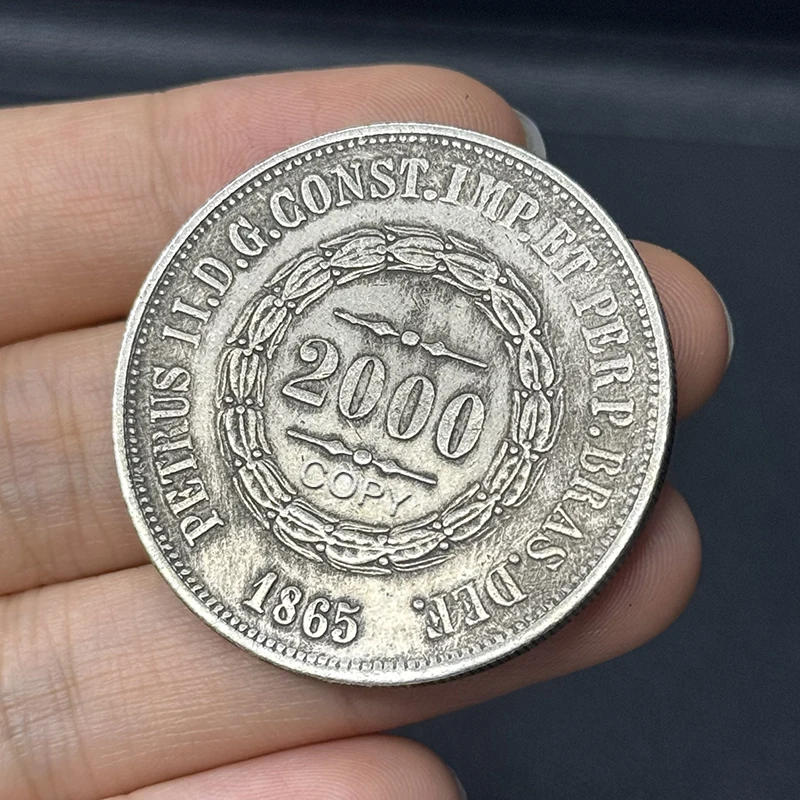 PETRUS II.D.G.CONST.IMP.ET PERP.BRAS.DEF.
2000
COPY
1865